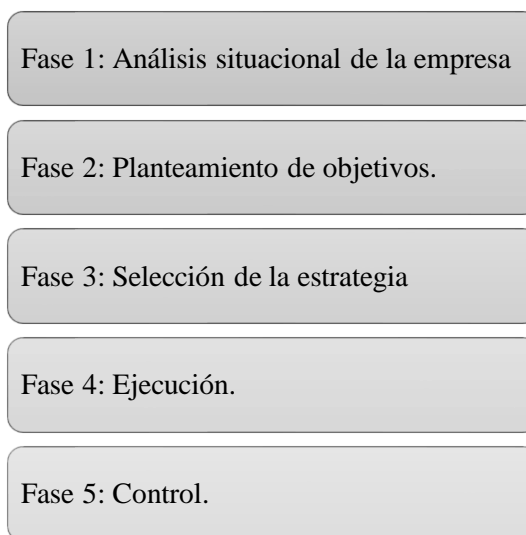 Fase 1: Análisis situacional de la empresa
Fase 2: Planteamiento de objetivos.
Fase 3: Selección de la estrategia
Fase 4: Ejecución.
Fase 5: Control.